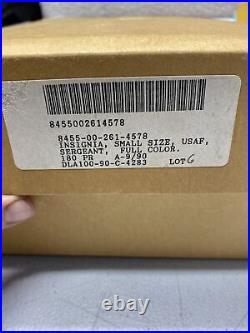 8455002614578
8455-00-261-4578
INSIGNIA, SMALL SIZE, USAF,
SERGEANT, FULL COLOR.
180 PR A-9/90
DLA100-90-C-4283 LOT 6